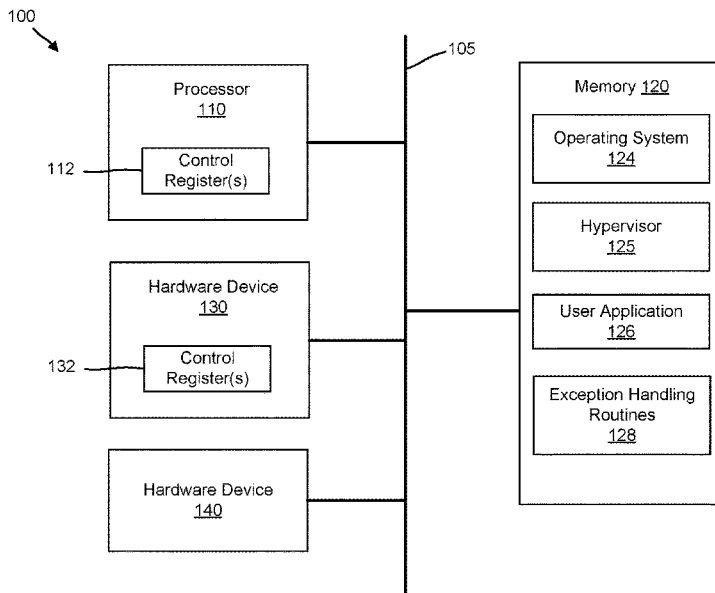 100
105
Processor
110
112
Control
Register(s)
Hardware Device
130
132
Control
Register(s)
Hardware Device
140
Memory 120
Operating System
124
Hypervisor
125
User Application
126
Exception Handling
Routines
128